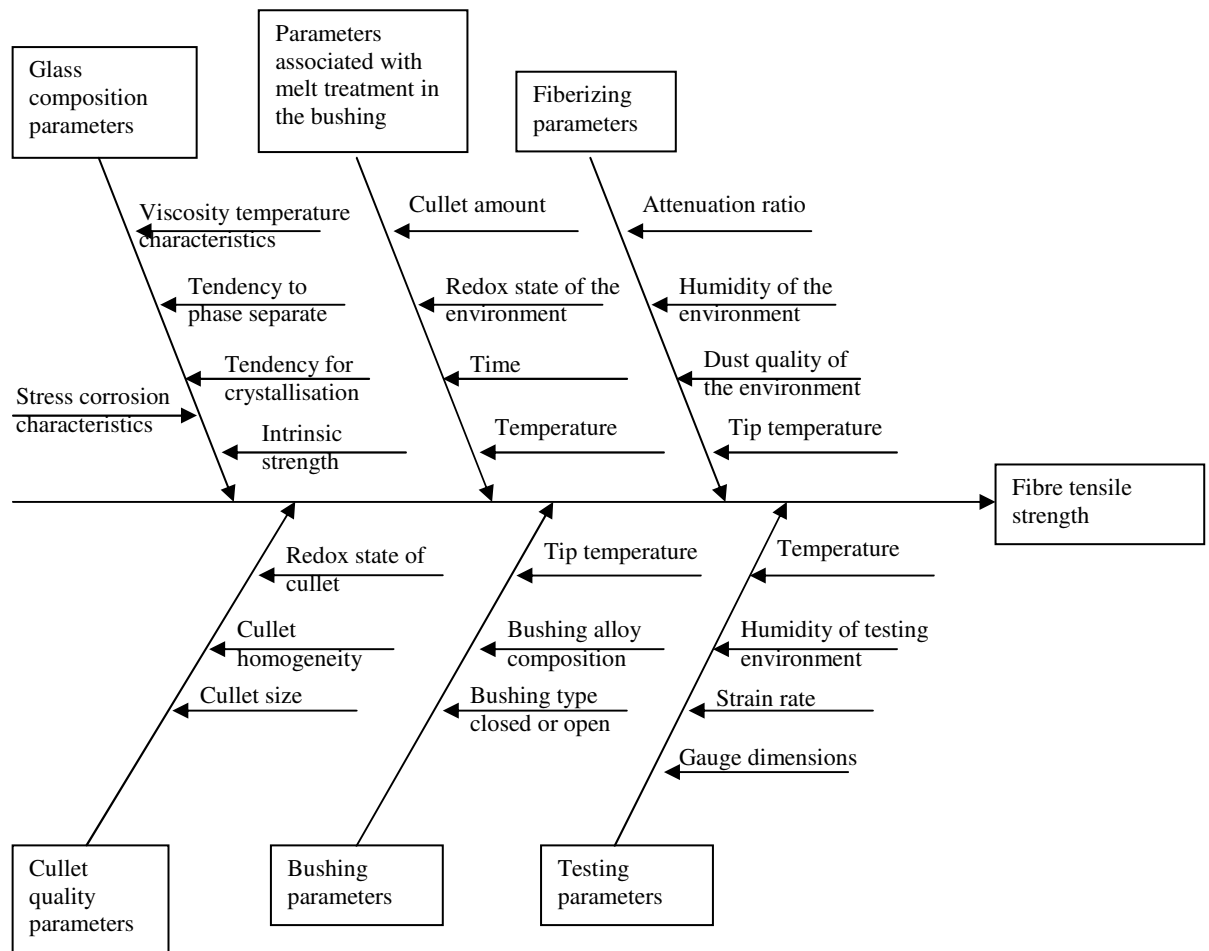 Glass
composition
parameters
Parameters
associated with
melt treatment in
the bushing
Fiberizing
parameters
Viscosity temperature
characteristics
Tendency to
phase separate
Tendency for
crystallisation
Stress corrosion
characteristics
Intrinsic
strength
Cullet amount
Redox state of the
environment
Time
Temperature
Attenuation ratio
Humidity of the
environment
Dust quality of
the environment
Tip temperature
Fibre tensile
strength
Redox state of
cullet
Cullet
homogeneity
Cullet size
Tip temperature
Bushing alloy
composition
Bushing type
closed or open
Temperature
Humidity of testing
environment
Strain rate
Gauge dimensions
Cullet
quality
parameters
Bushing
parameters
Testing
parameters